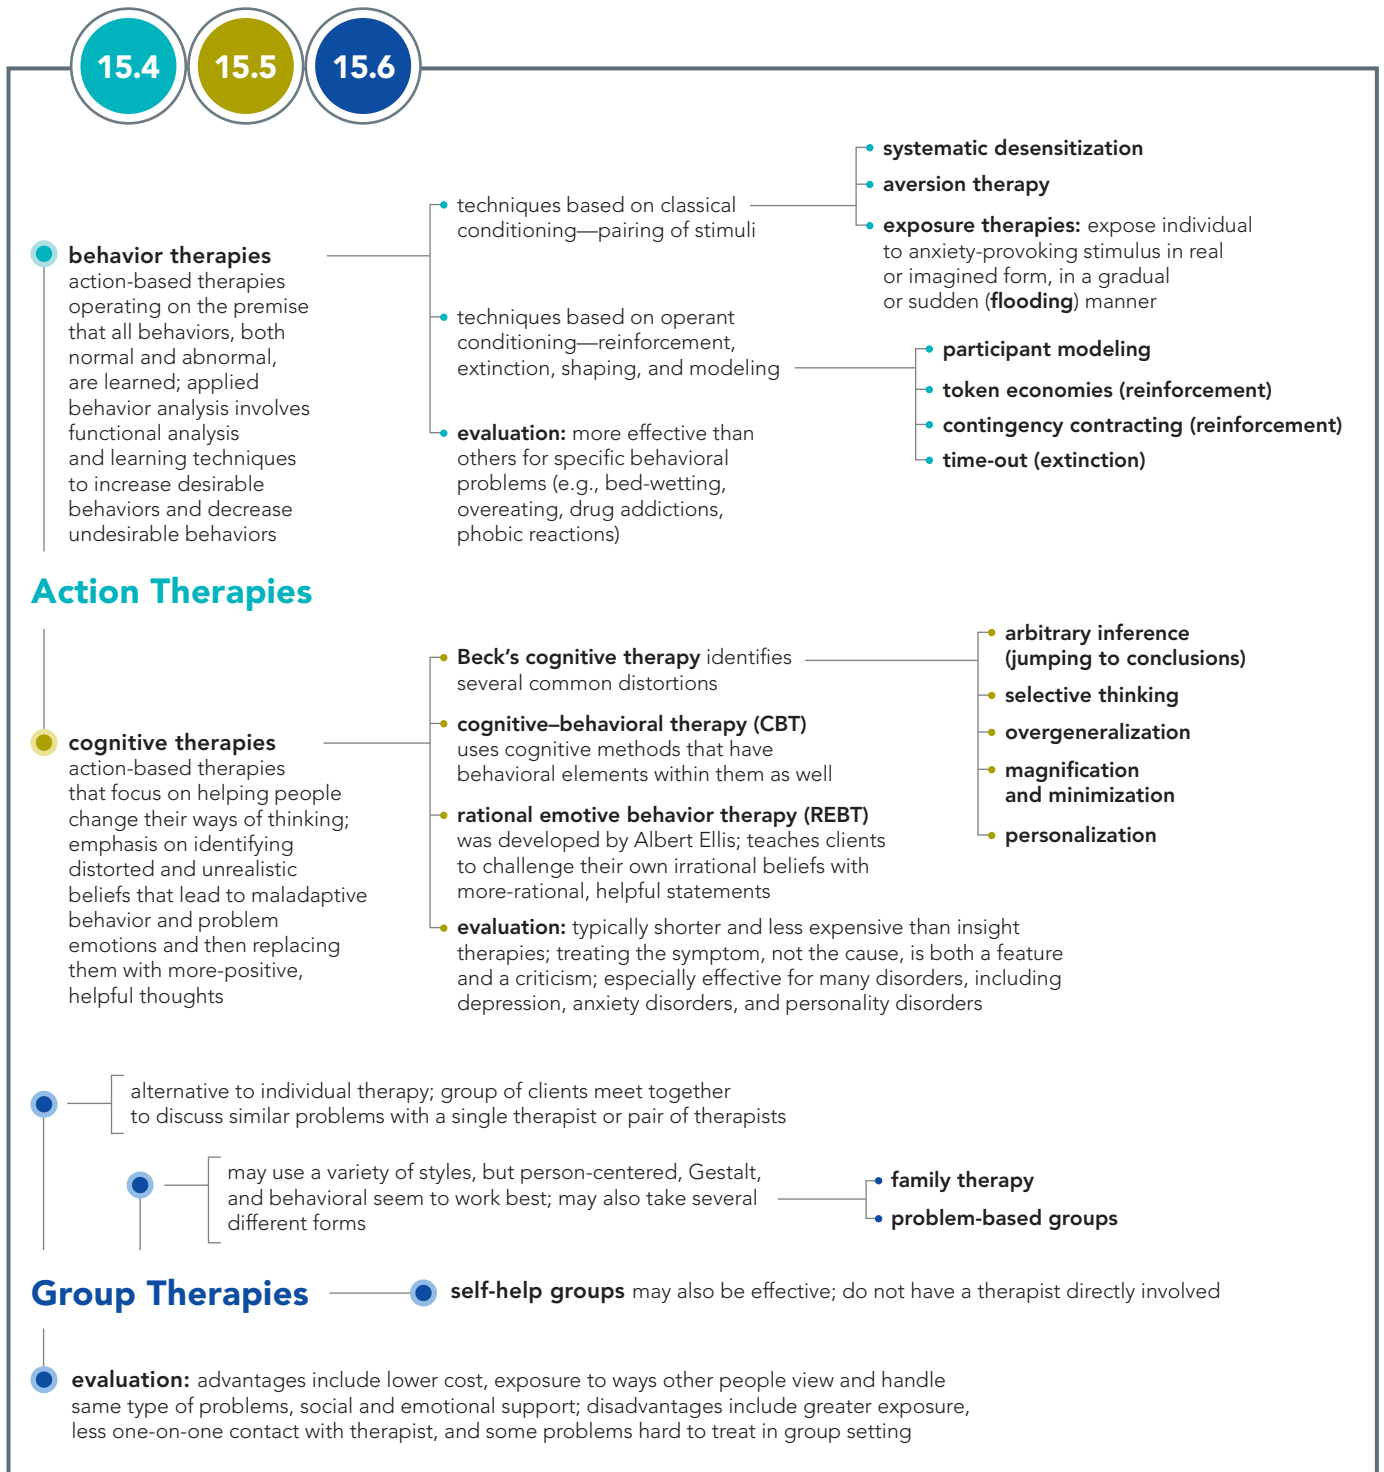 15.4
15.5
15.6
behavior therapies
action-based therapies
operating on the premise
that all behaviors, both
normal and abnormal,
are learned; applied
behavior analysis involves
functional analysis
and learning techniques
to increase desirable
behaviors and decrease
undesirable behaviors
techniques based on classical
conditioning—pairing of stimuli
systematic desensitization
aversion therapy
exposure therapies: expose individual
to anxiety-provoking stimulus in real
or imagined form, in a gradual
or sudden (flooding) manner
techniques based on operant
conditioning—reinforcement,
extinction, shaping, and modeling
participant modeling
token economies (reinforcement)
contingency contracting (reinforcement)
time-out (extinction)
evaluation: more effective than
others for specific behavioral
problems (e.g., bed-wetting,
overeating, drug addictions,
phobic reactions)
Action Therapies
cognitive therapies
action-based therapies
that focus on helping people
change their ways of thinking;
emphasis on identifying
distorted and unrealistic
beliefs that lead to maladaptive
behavior and problem
emotions and then replacing
them with more-positive,
helpful thoughts
Beck's cognitive therapy identifies
several common distortions
arbitrary inference
(jumping to conclusions)
selective thinking
overgeneralization
magnification
and minimization
personalization
cognitive–behavioral therapy (CBT)
uses cognitive methods that have
behavioral elements within them as well
rational emotive behavior therapy (REBT)
was developed by Albert Ellis; teaches clients
to challenge their own irrational beliefs with
more-rational, helpful statements
evaluation: typically shorter and less expensive than insight
therapies; treating the symptom, not the cause, is both a feature
and a criticism; especially effective for many disorders, including
depression, anxiety disorders, and personality disorders
alternative to individual therapy; group of clients meet together
to discuss similar problems with a single therapist or pair of therapists
may use a variety of styles, but person-centered, Gestalt,
and behavioral seem to work best; may also take several
different forms
family therapy
problem-based groups
Group Therapies
self-help groups may also be effective; do not have a therapist directly involved
evaluation: advantages include lower cost, exposure to ways other people view and handle
same type of problems, social and emotional support; disadvantages include greater exposure,
less one-on-one contact with therapist, and some problems hard to treat in group setting